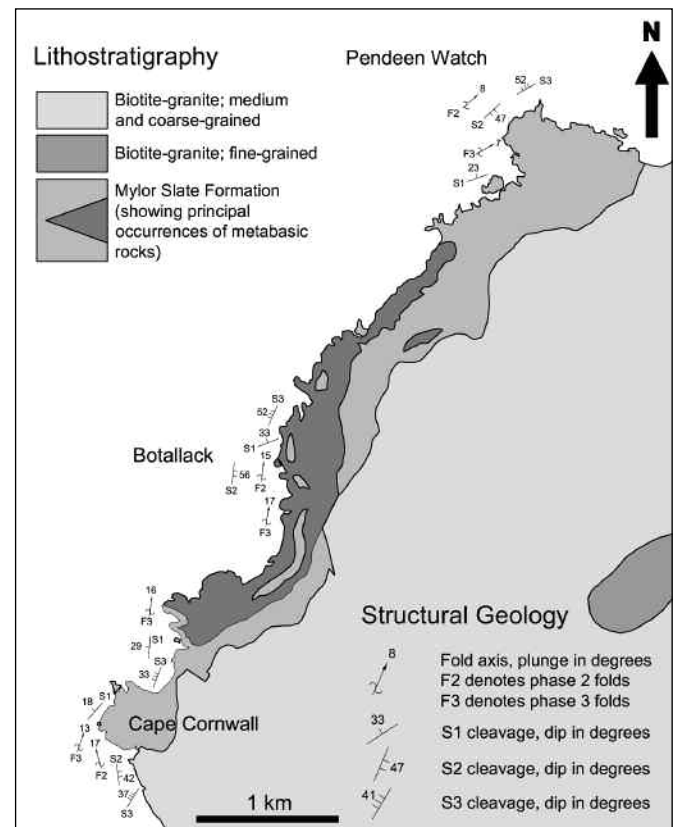 Lithostratigraphy
Biotite-granite; medium
and coarse-grained
Biotite-granite; fine-grained
Mylor Slate Formation
(showing principal
occurrences of metabasic
rocks)
Pendeen Watch
N
8
F2
52
S3
S2
47
F3
7
23
S1
S3
52
33
S1
15
Botallack
56
S2
F2
17
F3
16
F3
29
S1
S3
33
S1
18
Cape Cornwall
13
17
F3
F2
S2
42
37
S3
1 km
Structural Geology
8
Fold axis, plunge in degrees
F2 denotes phase 2 folds
F3 denotes phase 3 folds
33
S1 cleavage, dip in degrees
47
S2 cleavage, dip in degrees
41
S3 cleavage, dip in degrees